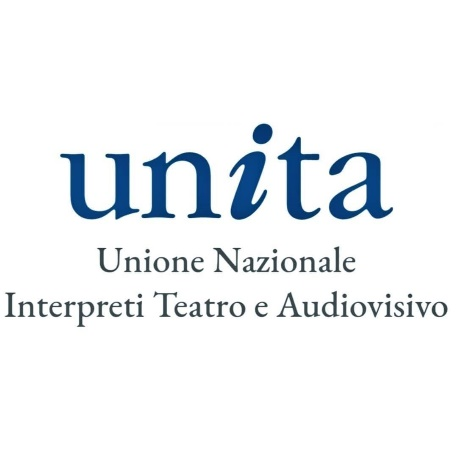 unita
Unione Nazionale
Interpreti Teatro e Audiovisivo